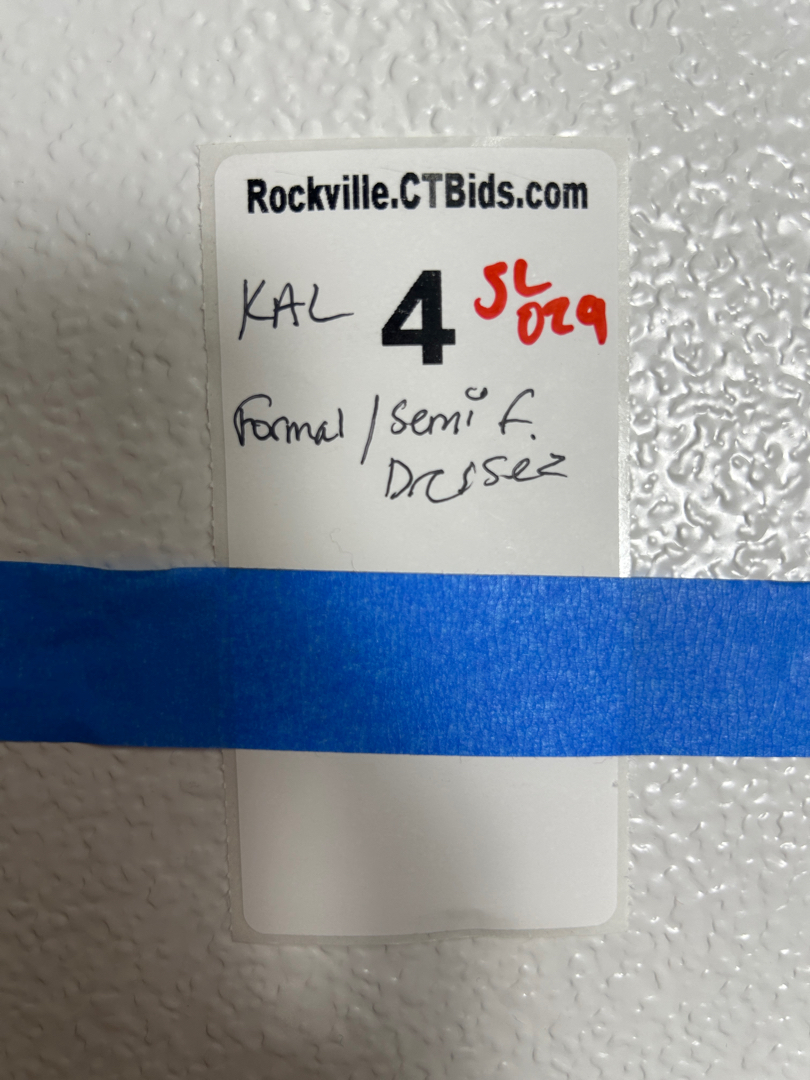 Rockville.CTBids.com
KAL 4 SL
029
Formal / Semi f.
Dresses